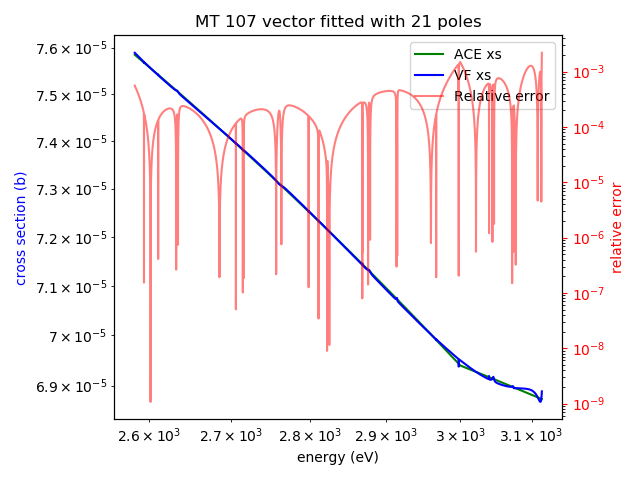 MT 107 vector fitted with 21 poles
ACE xs
VF xs
Relative error
7.6 × 10⁻⁵
7.5 × 10⁻⁵
7.4 × 10⁻⁵
7.3 × 10⁻⁵
7.2 × 10⁻⁵
7.1 × 10⁻⁵
7 × 10⁻⁵
6.9 × 10⁻⁵
cross section (b)
10⁻³
10⁻⁴
10⁻⁵
10⁻⁶
10⁻⁷
10⁻⁸
10⁻⁹
relative error
2.6 × 10³ 2.7 × 10³ 2.8 × 10³ 2.9 × 10³ 3 × 10³ 3.1 × 10³
energy (eV)